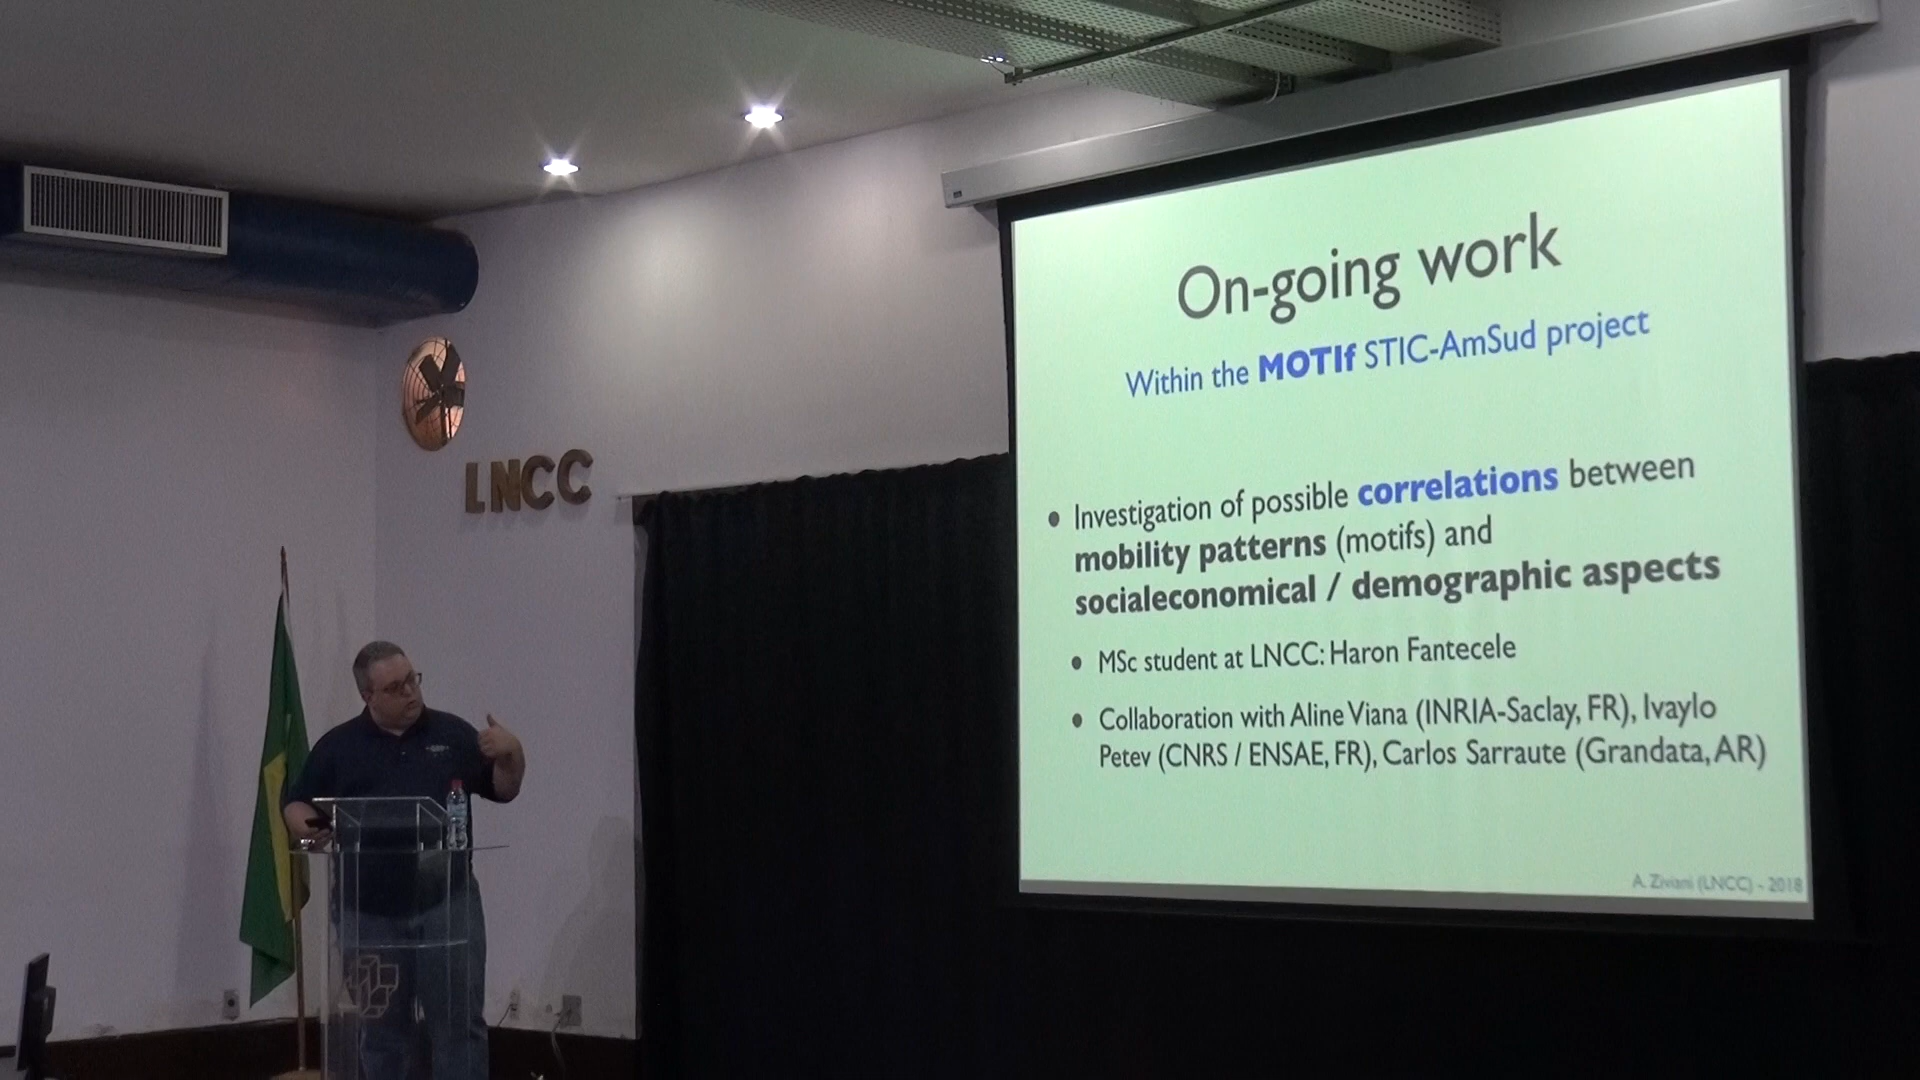 LNCC
On-going work
Within the MOTIf STIC-AmSud project
• Investigation of possible correlations between
mobility patterns (motifs) and
socialeconomical / demographic aspects
• MSc student at LNCC: Haron Fantecele
• Collaboration with Aline Viana (INRIA-Saclay, FR), Ivaylo
Petev (CNRS / ENSAE, FR), Carlos Sarraute (Grandata, AR)
A. Ziviani (LNCC) - 2018